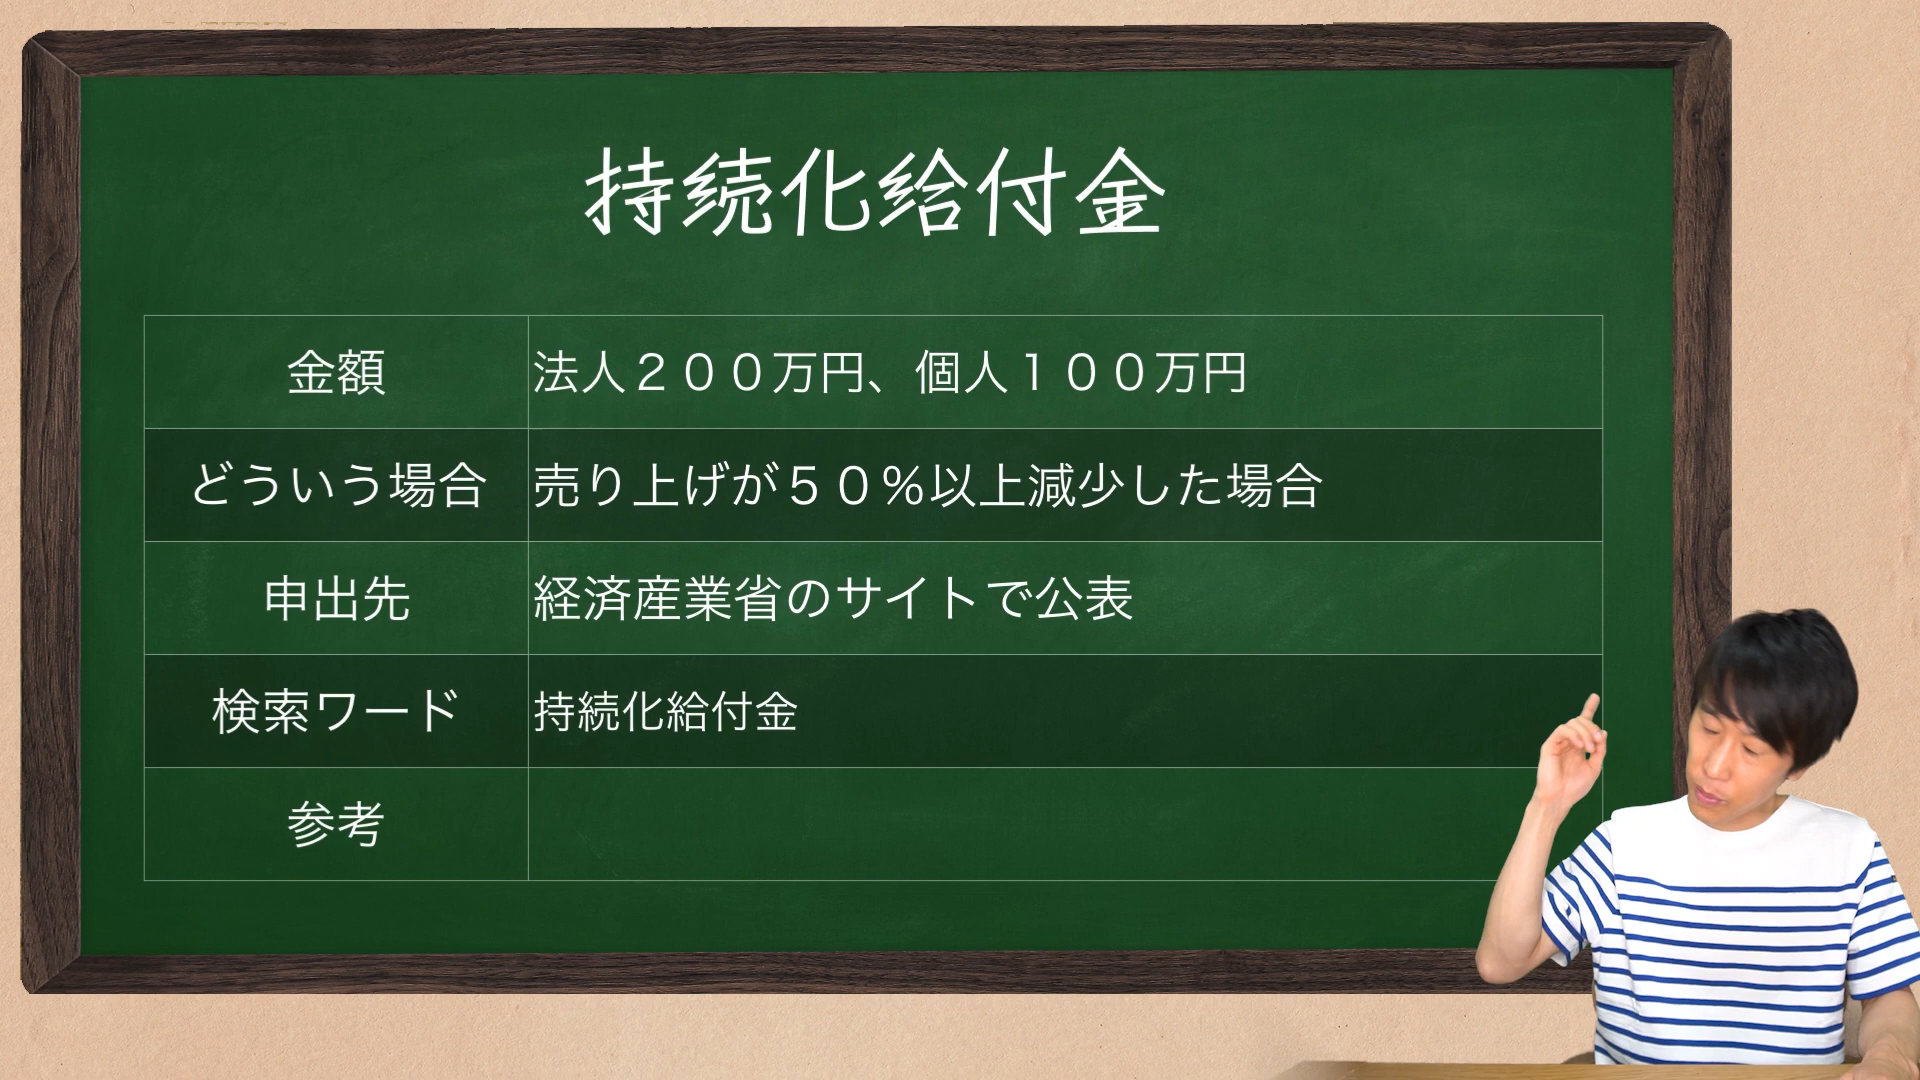 持続化給付金
金額 法人２００万円、個人１００万円
どういう場合 売り上げが５０％以上減少した場合
申出先 経済産業省のサイトで公表
検索ワード 持続化給付金
参考